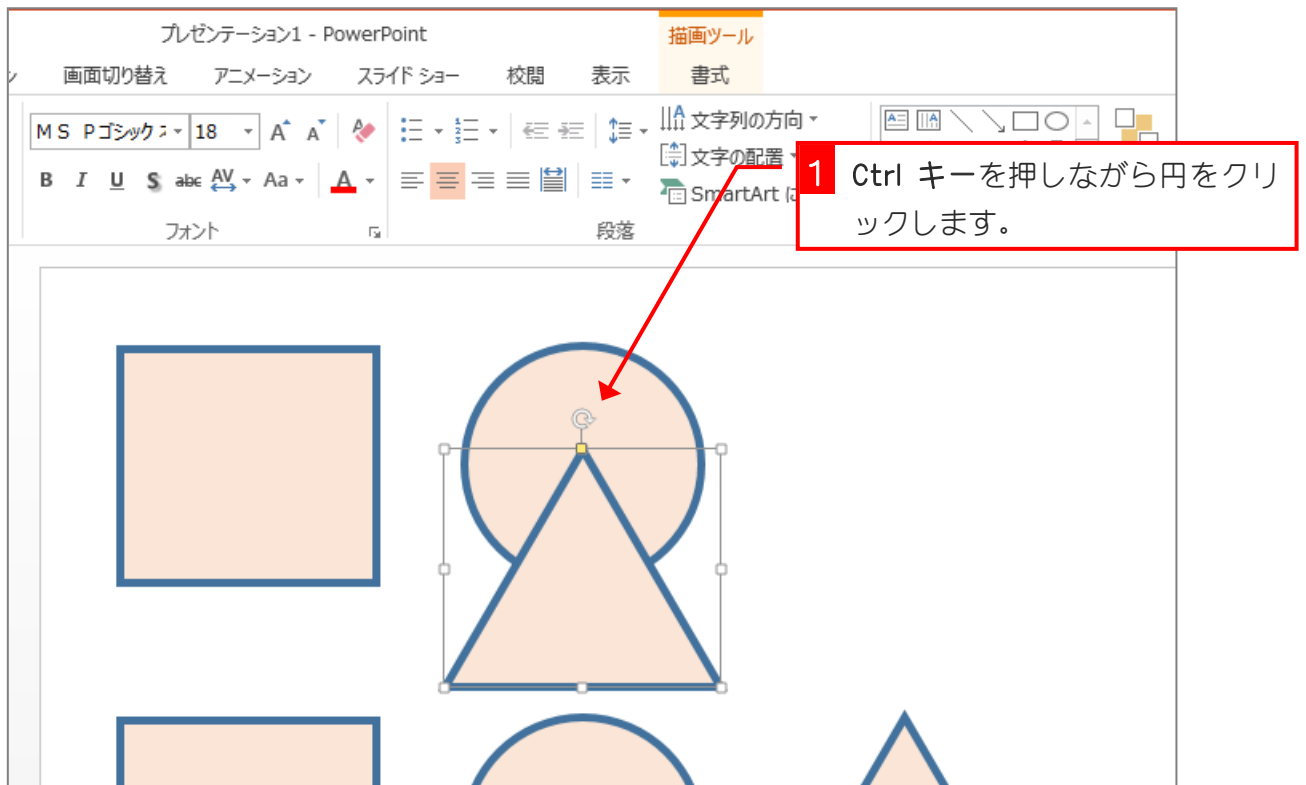 プレゼンテーション1 - PowerPoint 描画ツール
画面切り替え アニメーション スライド ショー 校閲 表示 書式
ＭＳ Ｐゴシック 18 A A 文字列の方向
文字の配置
B I U S abc AV Aa A SmartArt に
フォント 段落
1 Ctrl キーを押しながら円をクリ
ックします。